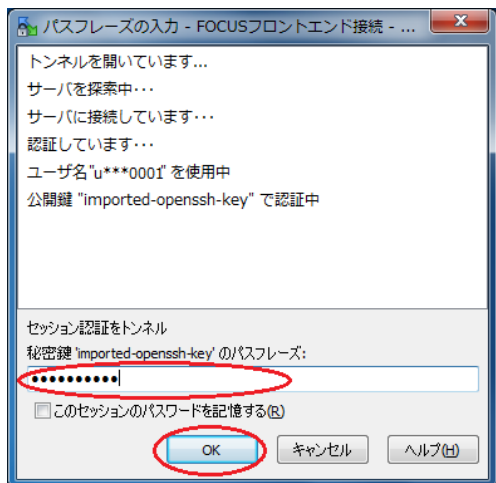 パスフレーズの入力 - FOCUSフロントエンド接続 - ...
トンネルを開いています...
サーバを探索中・・・
サーバに接続しています・・・
認証しています・・・
ユーザ名"u***0001" を使用中
公開鍵 "imported-openssh-key" で認証中
セッション認証をトンネル
秘密鍵 'imported-openssh-key' のパスフレーズ:
●●●●●●●●●●
このセッションのパスワードを記憶する(R)
OK キャンセル ヘルプ(H)